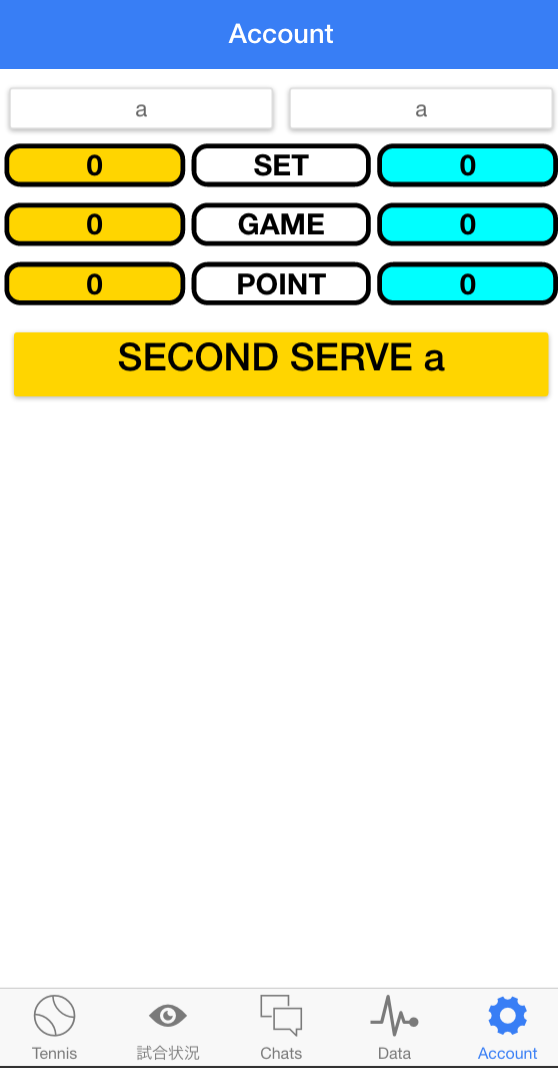 Account
a a
0 SET 0
0 GAME 0
0 POINT 0
SECOND SERVE a
Tennis 試合状況 Chats Data Account